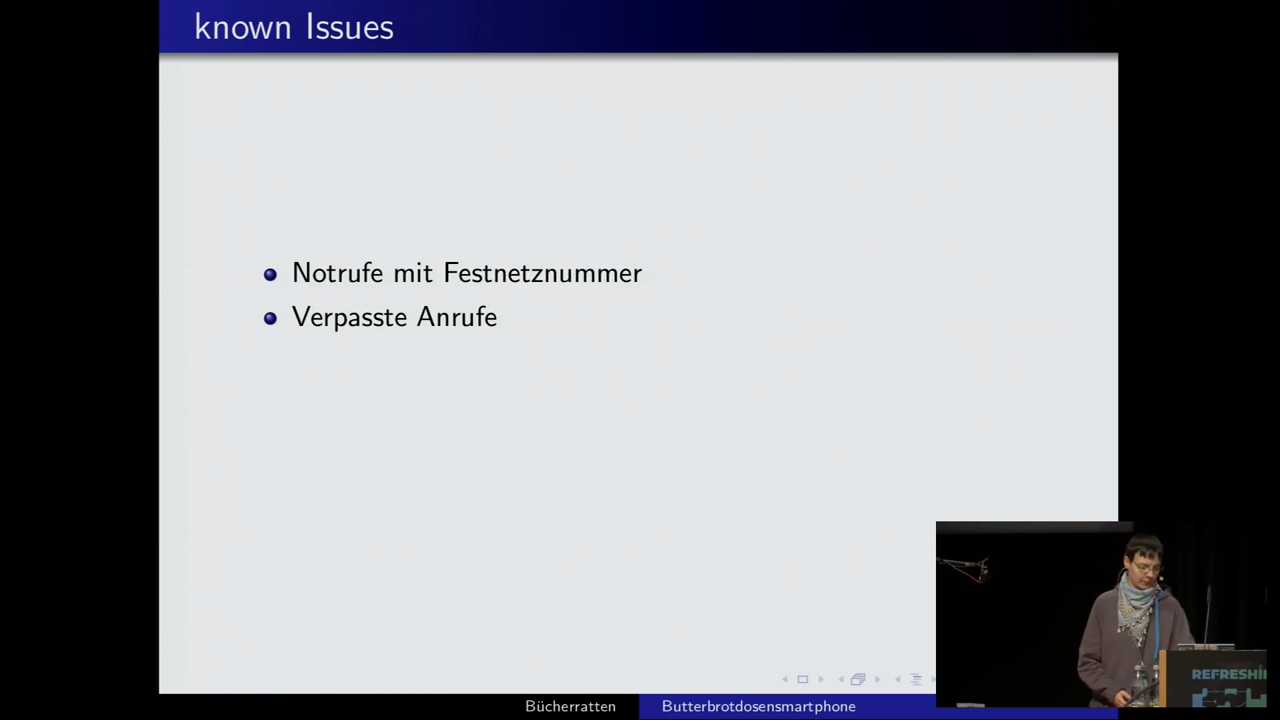 known Issues
Notrufe mit Festnetznummer
Verpasste Anrufe
Bücherratten
Butterbrotdosensmartphone